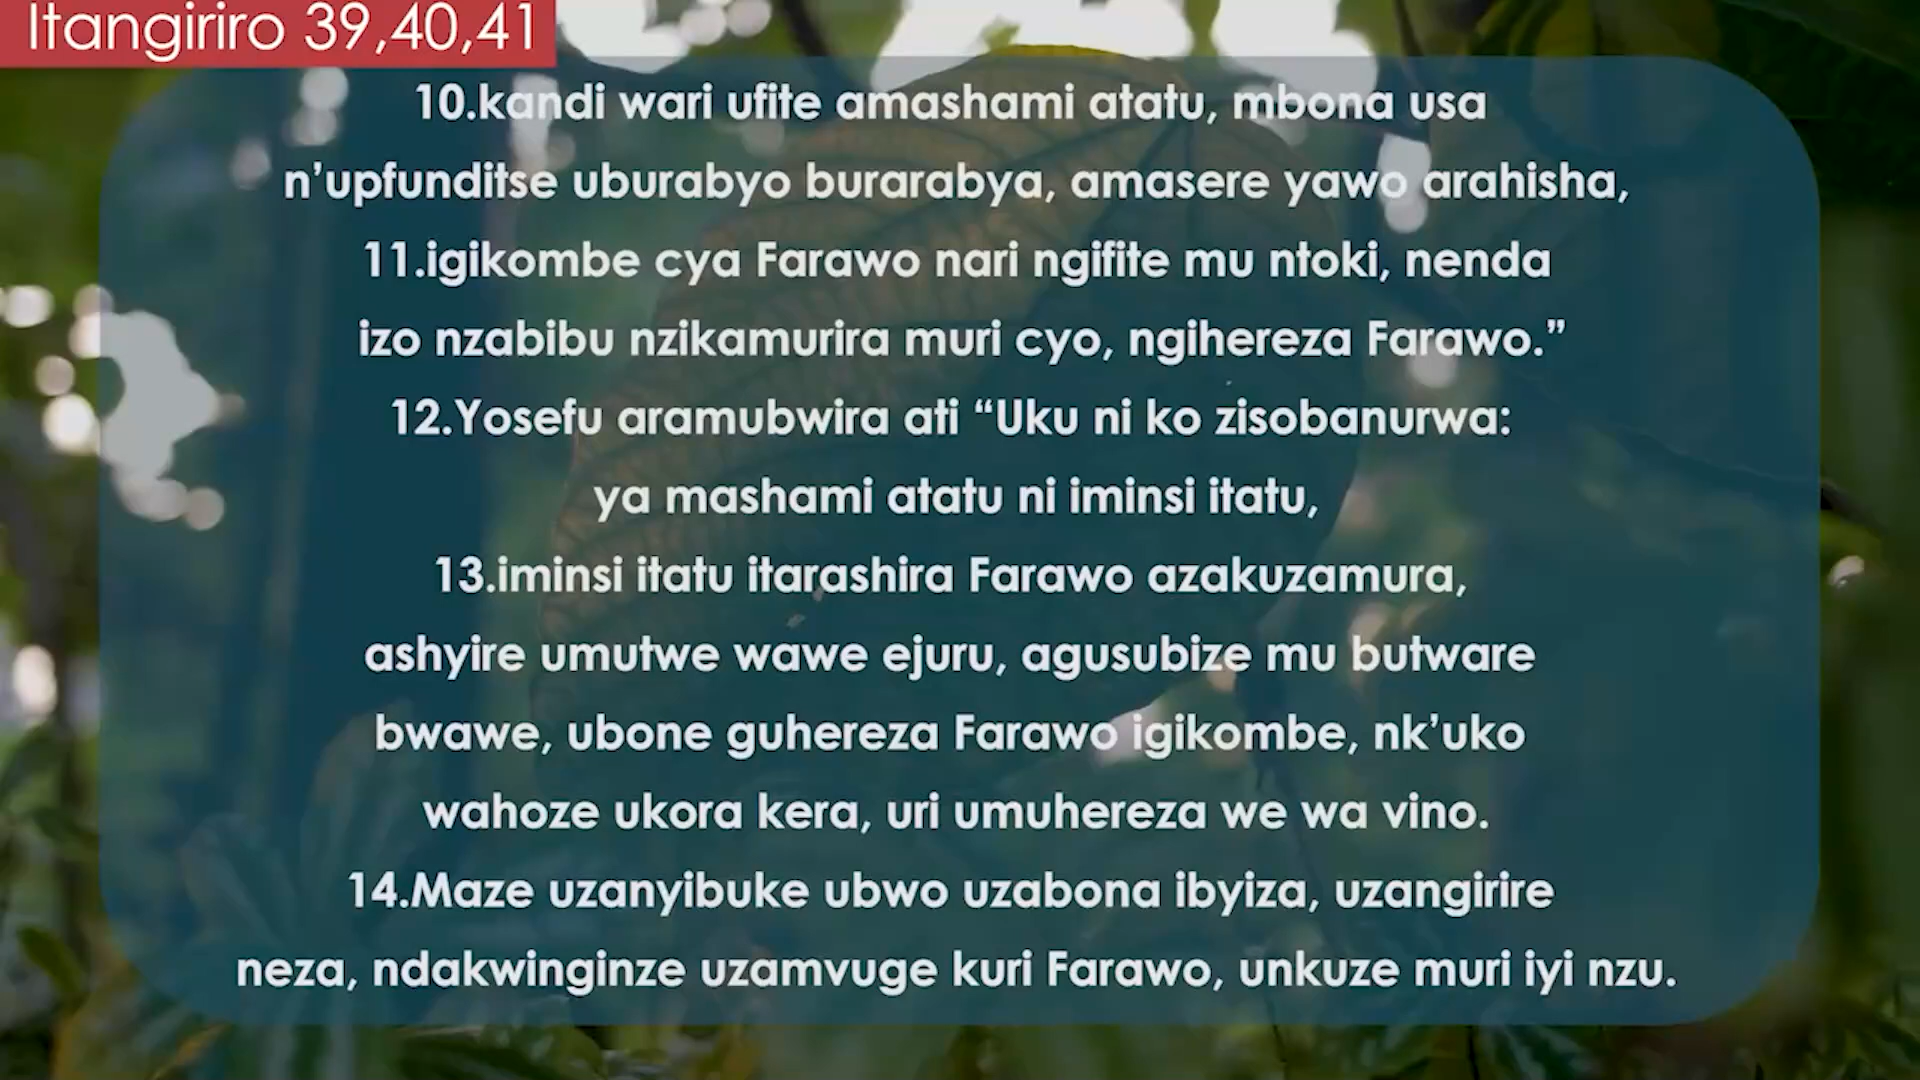 Itangiriro 39,40,41
10.kandi wari ufite amashami atatu, mbona usa
n’upfunditse uburabyo burarabya, amasere yawo arahisha,
11.igikombe cya Farawo nari ngifite mu ntoki, nenda
izo nzabibu nzikamurira muri cyo, ngihereza Farawo.”
12.Yosefu aramubwira ati “Uku ni ko zisobanurwa:
ya mashami atatu ni iminsi itatu,
13.iminsi itatu itarashira Farawo azakuzamura,
ashyire umutwe wawe ejuru, agusubize mu butware
bwawe, ubone guhereza Farawo igikombe, nk’uko
wahoze ukora kera, uri umuhereza we wa vino.
14.Maze uzanyibuke ubwo uzabona ibyiza, uzangirire
neza, ndakwinginze uzamvuge kuri Farawo, unkuze muri iyi nzu.